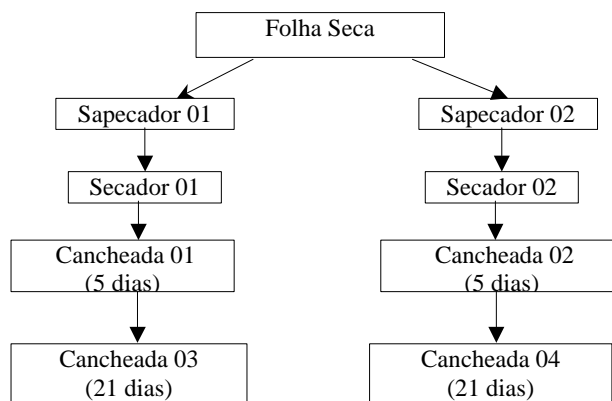 Folha Seca
Sapecador 01
Sapecador 02
Secador 01
Secador 02
Cancheada 01
(5 dias)
Cancheada 02
(5 dias)
Cancheada 03
(21 dias)
Cancheada 04
(21 dias)